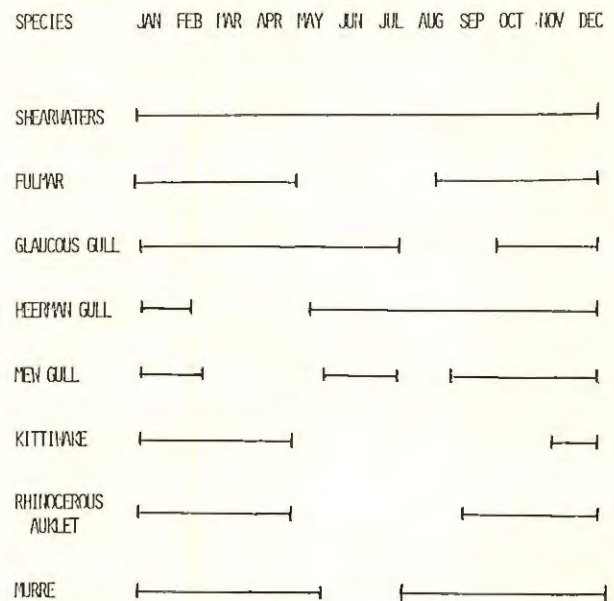 SPECIES JAN FEB MAR APR MAY JUN JUL AUG SEP OCT NOV DEC
SHEARWATERS
FULMAR
GLAUCOUS GULL
HEERMAN GULL
MEW GULL
KITTIWAKE
RHINOCEROUS
AUKLET
MURRE